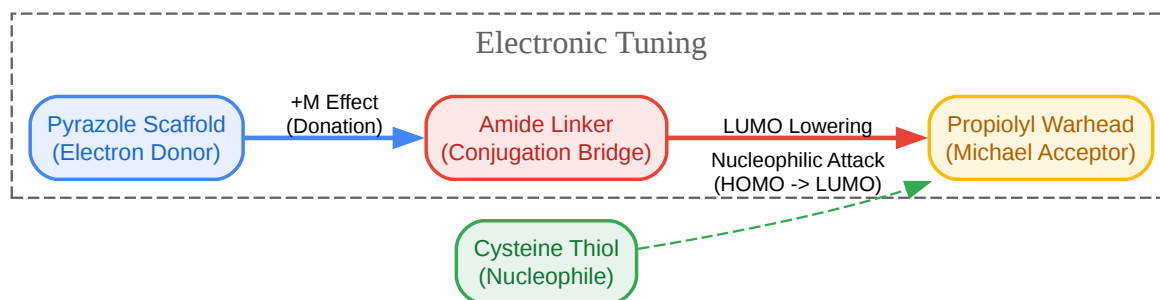 Electronic Tuning
Pyrazole Scaffold
(Electron Donor)
+M Effect
(Donation)
Amide Linker
(Conjugation Bridge)
LUMO Lowering
Nucleophilic Attack
(HOMO -> LUMO)
Propiolyl Warhead
(Michael Acceptor)
Cysteine Thiol
(Nucleophile)